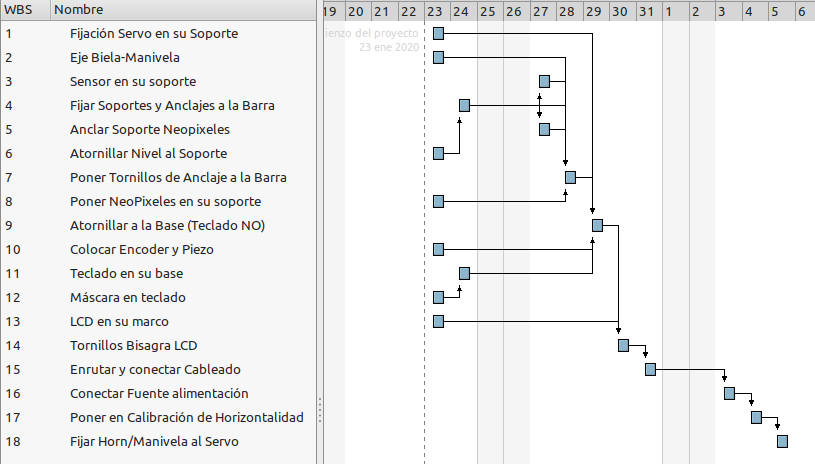 WBS Nombre 19 20 21 22 23 24 25 26 27 28 29 30 31 1 2 3 4 5 6
1 Fijación Servo en su Soporte ienzo del proyecto
23 ene 2020
2 Eje Biela-Manivela
3 Sensor en su soporte
4 Fijar Soportes y Anclajes a la Barra
5 Anclar Soporte Neopixeles
6 Atornillar Nivel al Soporte
7 Poner Tornillos de Anclaje a la Barra
8 Poner NeoPixeles en su soporte
9 Atornillar a la Base (Teclado NO)
10 Colocar Encoder y Piezo
11 Teclado en su base
12 Máscara en teclado
13 LCD en su marco
14 Tornillos Bisagra LCD
15 Enrutar y conectar Cableado
16 Conectar Fuente alimentación
17 Poner en Calibración de Horizontalidad
18 Fijar Horn/Manivela al Servo